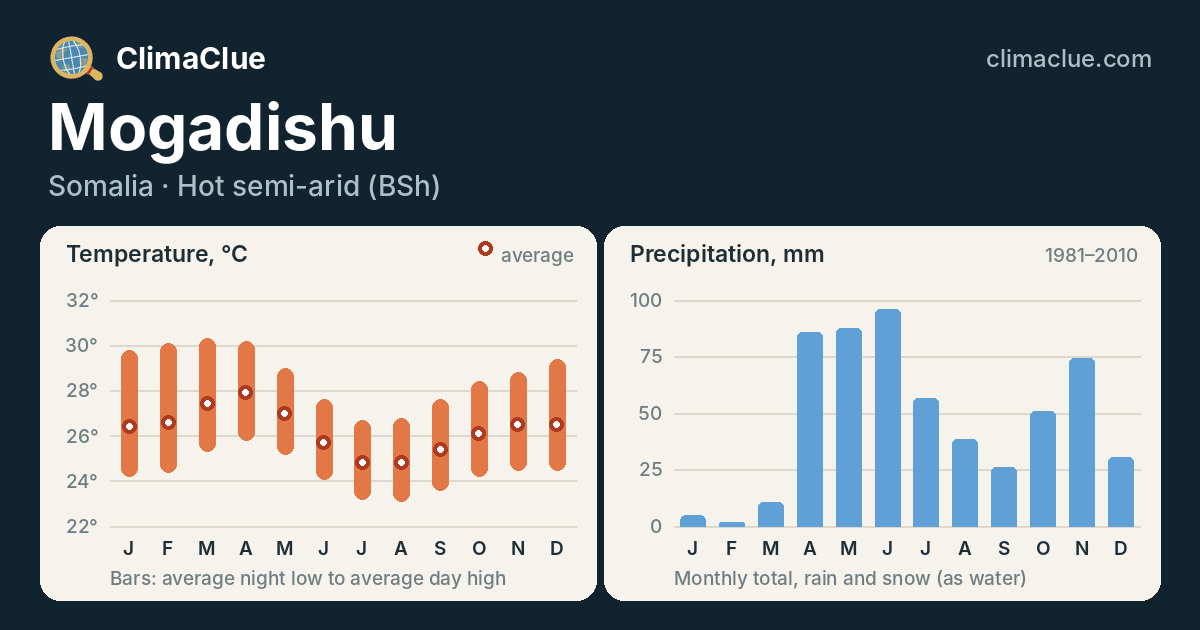 ClimaClue
climaclue.com
Mogadishu
Somalia · Hot semi-arid (BSh)
Temperature, °C
average
32°
30°
28°
26°
24°
22°
J F M A M J J A S O N D
Bars: average night low to average day high
Precipitation, mm
1981–2010
100
75
50
25
0
J F M A M J J A S O N D
Monthly total, rain and snow (as water)